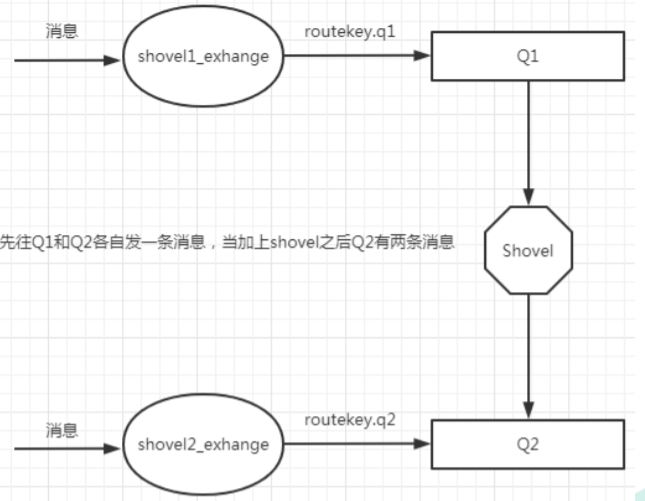 消息
shovel1_exhange
routekey.q1
Q1
先往Q1和Q2各自发一条消息，当加上shovel之后Q2有两条消息
Shovel
消息
shovel2_exhange
routekey.q2
Q2